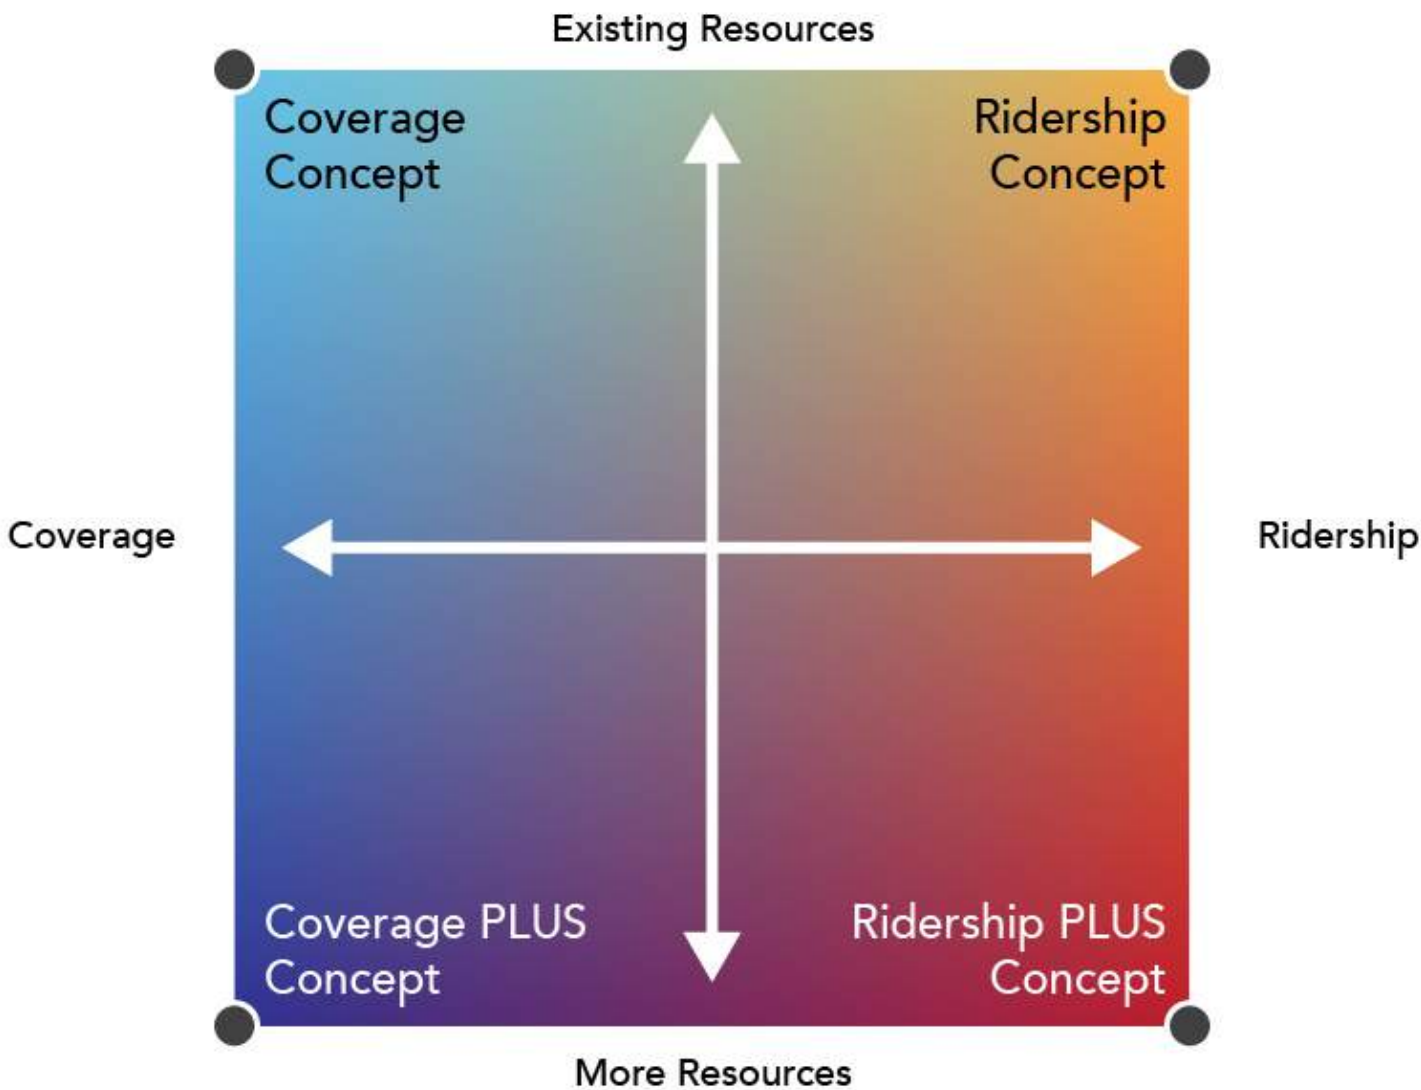 Existing Resources
Coverage
Concept
Ridership
Concept
Coverage
Ridership
Coverage PLUS
Concept
Ridership PLUS
Concept
More Resources